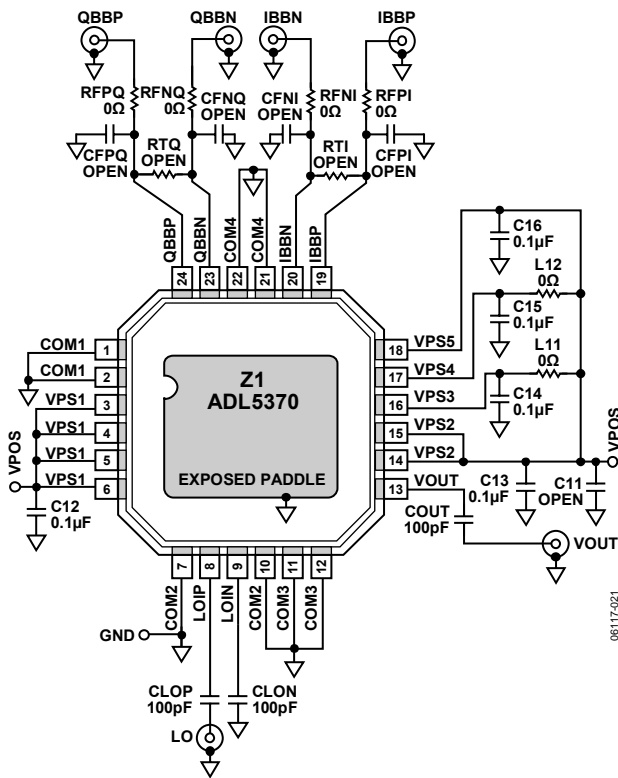 QBBP QBBN IBBN IBBP
RFPQ 0Ω RFNQ 0Ω CFNQ OPEN CFNI OPEN RFNI 0Ω RFPI 0Ω
CFPQ OPEN RTQ OPEN RTI OPEN CFPI OPEN
QBBP QBBN COM4 COM4 IBBN IBBP
24 23 22 21 20 19
C16 0.1µF
L12 0Ω
C15 0.1µF
L11 0Ω
C14 0.1µF
COM1 1
COM1 2
VPS1 3
VPS1 4
VPS1 5
VPS1 6
VPOS
C12 0.1µF
Z1
ADL5370
EXPOSED PADDLE
18 VPS5
17 VPS4
16 VPS3
15 VPS2
14 VPS2
13 VOUT
VPOS
C13 0.1µF
C11 OPEN
COUT 100pF
VOUT
7 8 9 10 11 12
COM2 LOIP LOIN COM2 COM3 COM3
GND
CLOP 100pF
CLON 100pF
LO
06117-021